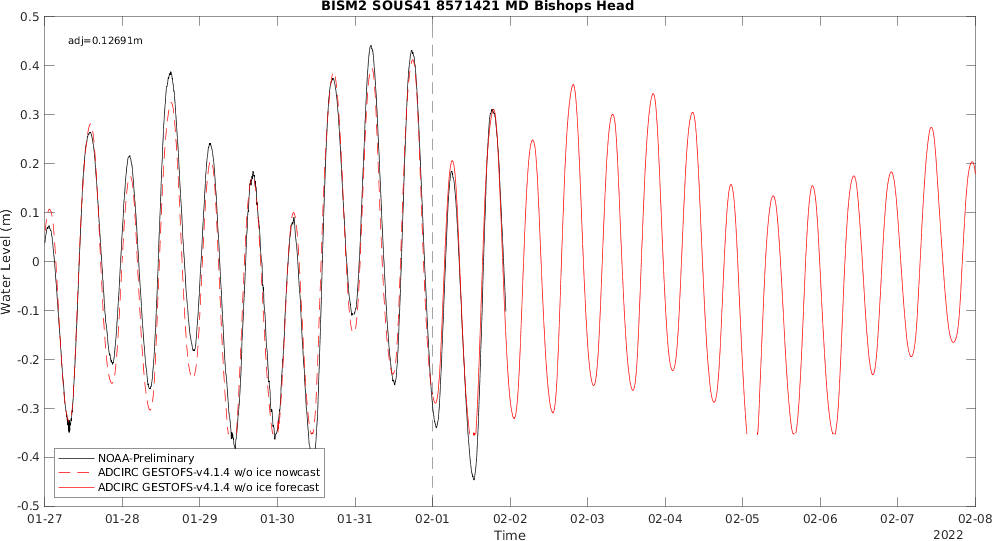 BISM2 SOUS41 8571421 MD Bishops Head
adj=0.12691m
0.5
0.4
0.3
0.2
0.1
0
-0.1
-0.2
-0.3
-0.4
-0.5
Water Level (m)
NOAA-Preliminary
ADCIRC GESTOFS-v4.1.4 w/o ice nowcast
ADCIRC GESTOFS-v4.1.4 w/o ice forecast
01-27 01-28 01-29 01-30 01-31 02-01 02-02 02-03 02-04 02-05 02-06 02-07 02-08
Time
2022